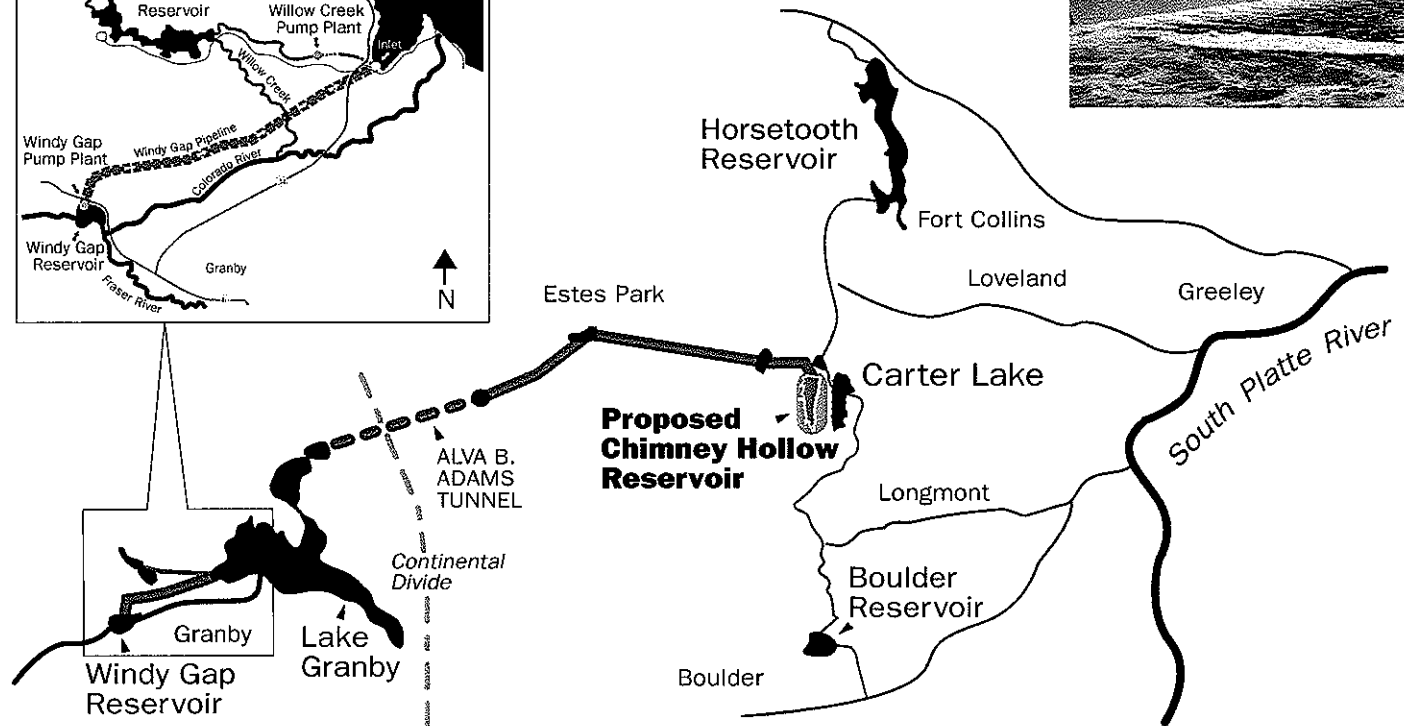 Reservoir
Willow Creek
Pump Plant
Inlet
Willow Creek
Windy Gap
Pump Plant
Windy Gap Pipeline
Colorado River
Windy Gap
Reservoir
Granby
Fraser River
N
Horsetooth
Reservoir
Fort Collins
Loveland
Greeley
Estes Park
South Platte River
Carter Lake
Proposed
Chimney Hollow
Reservoir
ALVA B.
ADAMS
TUNNEL
Longmont
Continental
Divide
Boulder
Reservoir
Granby
Lake
Granby
Windy Gap
Reservoir
Boulder